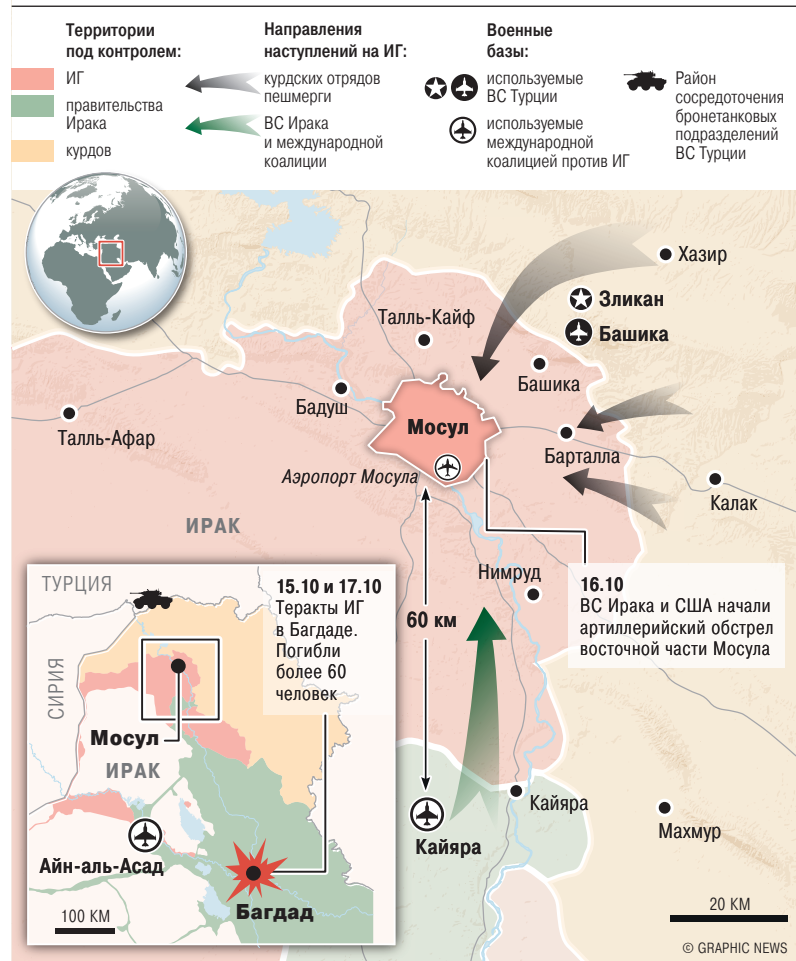 Территории
под контролем:
ИГ
правительства
Ирака
курдов
Направления
наступлений на ИГ:
курдских отрядов
пешмерги
ВС Ирака
и международной
коалиции
Военные
базы:
используемые
ВС Турции
используемые
международной
коалицией против ИГ
Район
сосредоточения
бронетанковых
подразделений
ВС Турции
Хазир
Зликан
Талль-Кайф
Башика
Башика
Бадуш
Мосул
Талль-Афар
Барталла
Аэропорт Мосула
Калак
ИРАК
Нимруд
60 км
16.10
ВС Ирака и США начали
артиллерийский обстрел
восточной части Мосула
Кайяра
Кайяра
Махмур
20 КМ
ТУРЦИЯ
15.10 и 17.10
Теракты ИГ
в Багдаде.
Погибли
более 60
человек
СИРИЯ
Мосул
ИРАК
Айн-аль-Асад
Багдад
100 КМ
© GRAPHIC NEWS